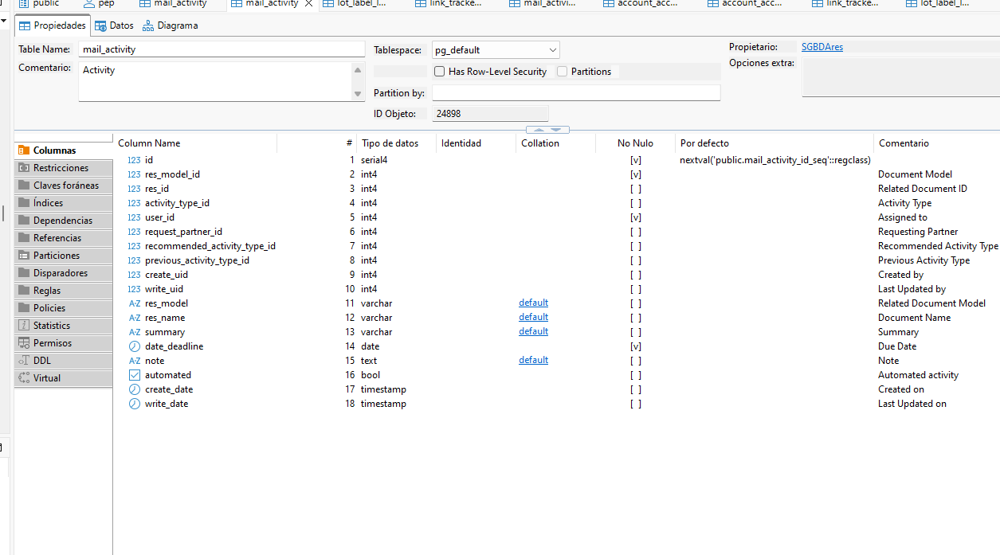 public pep mail_activity mail_activity lot_label_l... link_tracke... mail_activi... account_acc... account_acc... link_tracke... lot_label_l...
Propiedades Datos Diagrama
Table Name: mail_activity Tablespace: pg_default Propietario: SGBDAres
Comentario: Activity Has Row-Level Security Partitions Opciones extra:
Partition by:
ID Objeto: 24898
Columnas
Restricciones
Claves foráneas
Índices
Dependencias
Referencias
Particiones
Disparadores
Reglas
Policies
Statistics
Permisos
DDL
Virtual
Column Name # Tipo de datos Identidad Collation No Nulo Por defecto Comentario
123 id 1 serial4 [v] nextval('public.mail_activity_id_seq'::regclass)
123 res_model_id 2 int4 [v] Document Model
123 res_id 3 int4 [ ] Related Document ID
123 activity_type_id 4 int4 [ ] Activity Type
123 user_id 5 int4 [v] Assigned to
123 request_partner_id 6 int4 [ ] Requesting Partner
123 recommended_activity_type_id 7 int4 [ ] Recommended Activity Type
123 previous_activity_type_id 8 int4 [ ] Previous Activity Type
123 create_uid 9 int4 [ ] Created by
123 write_uid 10 int4 [ ] Last Updated by
A-Z res_model 11 varchar default [ ] Related Document Model
A-Z res_name 12 varchar default [ ] Document Name
A-Z summary 13 varchar default [ ] Summary
date_deadline 14 date [v] Due Date
A-Z note 15 text default [ ] Note
automated 16 bool [ ] Automated activity
create_date 17 timestamp [ ] Created on
write_date 18 timestamp [ ] Last Updated on